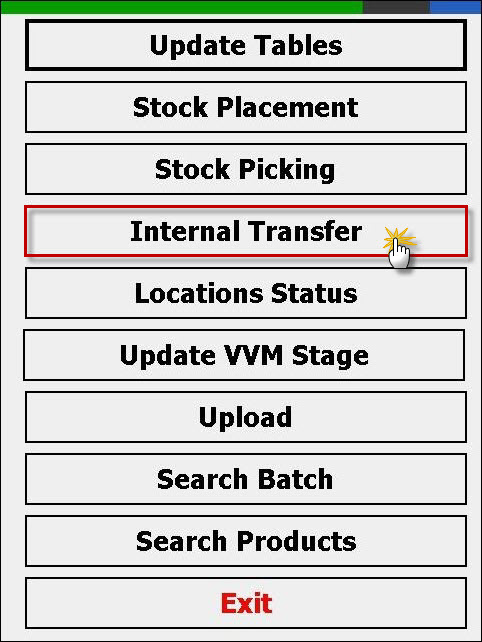 Update Tables
Stock Placement
Stock Picking
Internal Transfer
Locations Status
Update VVM Stage
Upload
Search Batch
Search Products
Exit